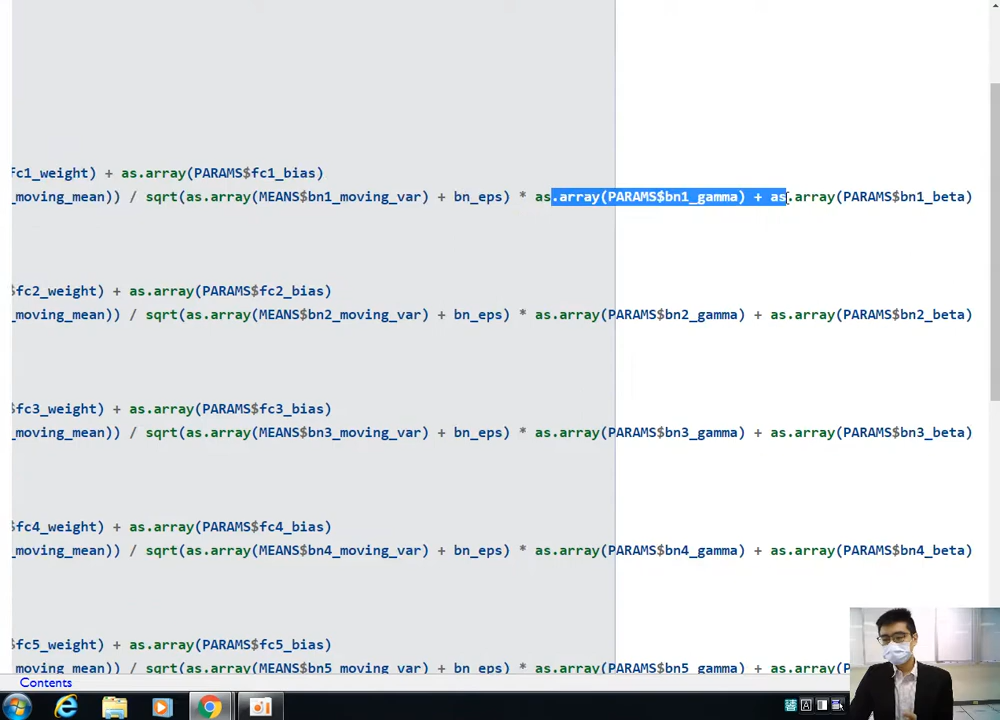 fc1_weight) + as.array(PARAMS$fc1_bias)
_moving_mean)) / sqrt(as.array(MEANS$bn1_moving_var) + bn_eps) * as.array(PARAMS$bn1_gamma) + as.array(PARAMS$bn1_beta)
$fc2_weight) + as.array(PARAMS$fc2_bias)
_moving_mean)) / sqrt(as.array(MEANS$bn2_moving_var) + bn_eps) * as.array(PARAMS$bn2_gamma) + as.array(PARAMS$bn2_beta)
$fc3_weight) + as.array(PARAMS$fc3_bias)
_moving_mean)) / sqrt(as.array(MEANS$bn3_moving_var) + bn_eps) * as.array(PARAMS$bn3_gamma) + as.array(PARAMS$bn3_beta)
$fc4_weight) + as.array(PARAMS$fc4_bias)
_moving_mean)) / sqrt(as.array(MEANS$bn4_moving_var) + bn_eps) * as.array(PARAMS$bn4_gamma) + as.array(PARAMS$bn4_beta)
$fc5_weight) + as.array(PARAMS$fc5_bias)
_moving_mean)) / sqrt(as.array(MEANS$bn5_moving_var) + bn_eps) * as.array(PARAMS$bn5_gamma) + as.array(P
Contents
A